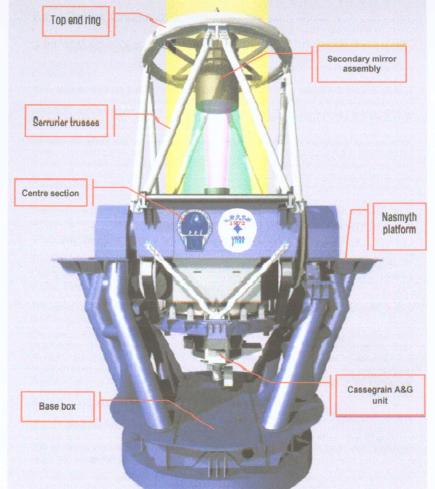 Top end ring
Secondary mirror
assembly
Serrurier trusses
Centre section
Nasmyth
platform
Cassegrain A&G
unit
Base box